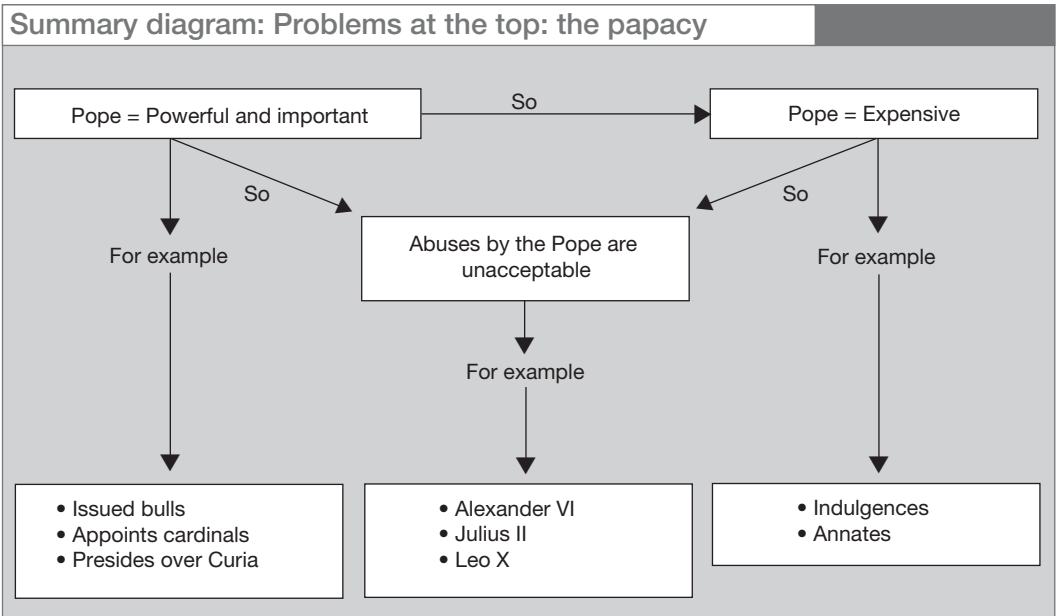 Summary diagram: Problems at the top: the papacy
Pope = Powerful and important
So
Pope = Expensive
So
So
Abuses by the Pope are
unacceptable
For example
For example
For example
• Issued bulls
• Appoints cardinals
• Presides over Curia
• Alexander VI
• Julius II
• Leo X
• Indulgences
• Annates